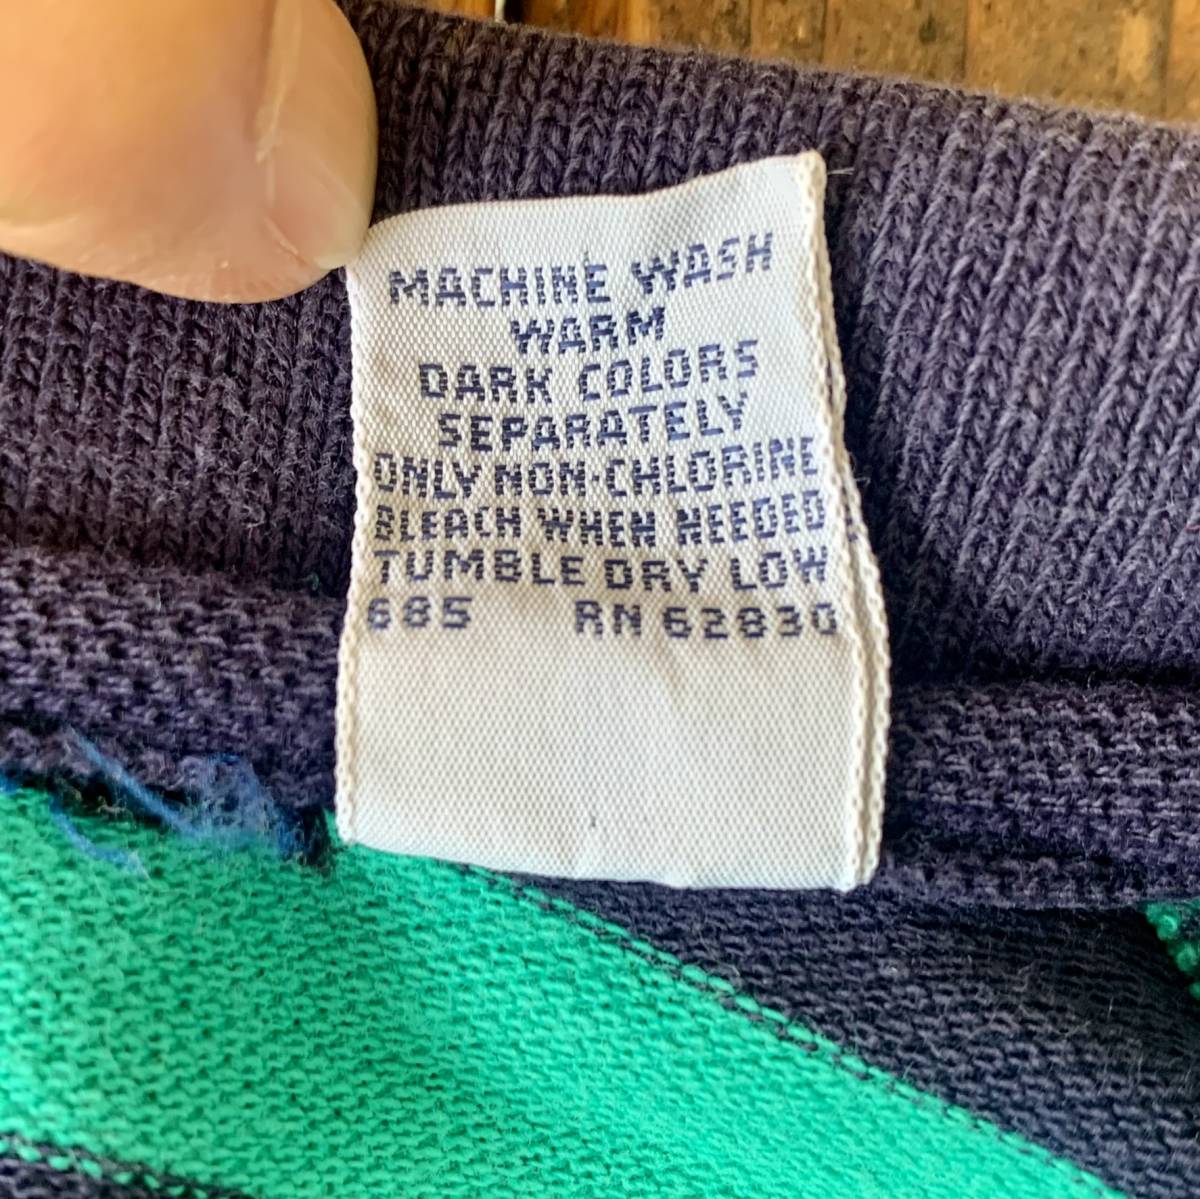 MACHINE WASH
WARM
DARK COLORS
SEPARATELY
ONLY NON-CHLORINE
BLEACH WHEN NEEDED
TUMBLE DRY LOW
685 RN 62830